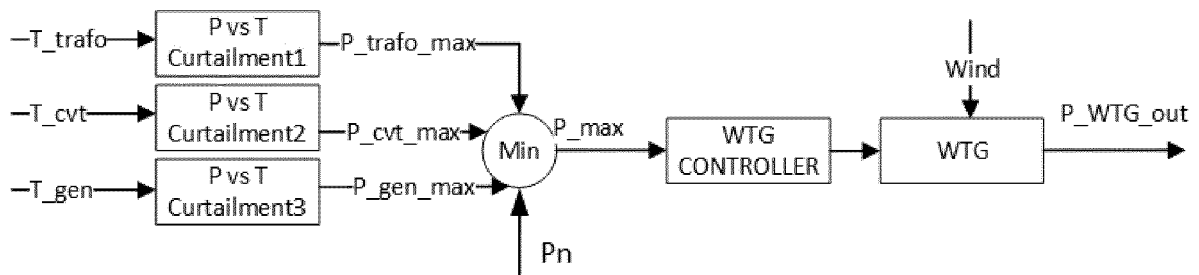 T_trafo
P vs T
Curtailment1
P_trafo_max
T_cvt
P vs T
Curtailment2
P_cvt_max
T_gen
P vs T
Curtailment3
P_gen_max
Min
Pn
P_max
WTG
CONTROLLER
Wind
WTG
P_WTG_out